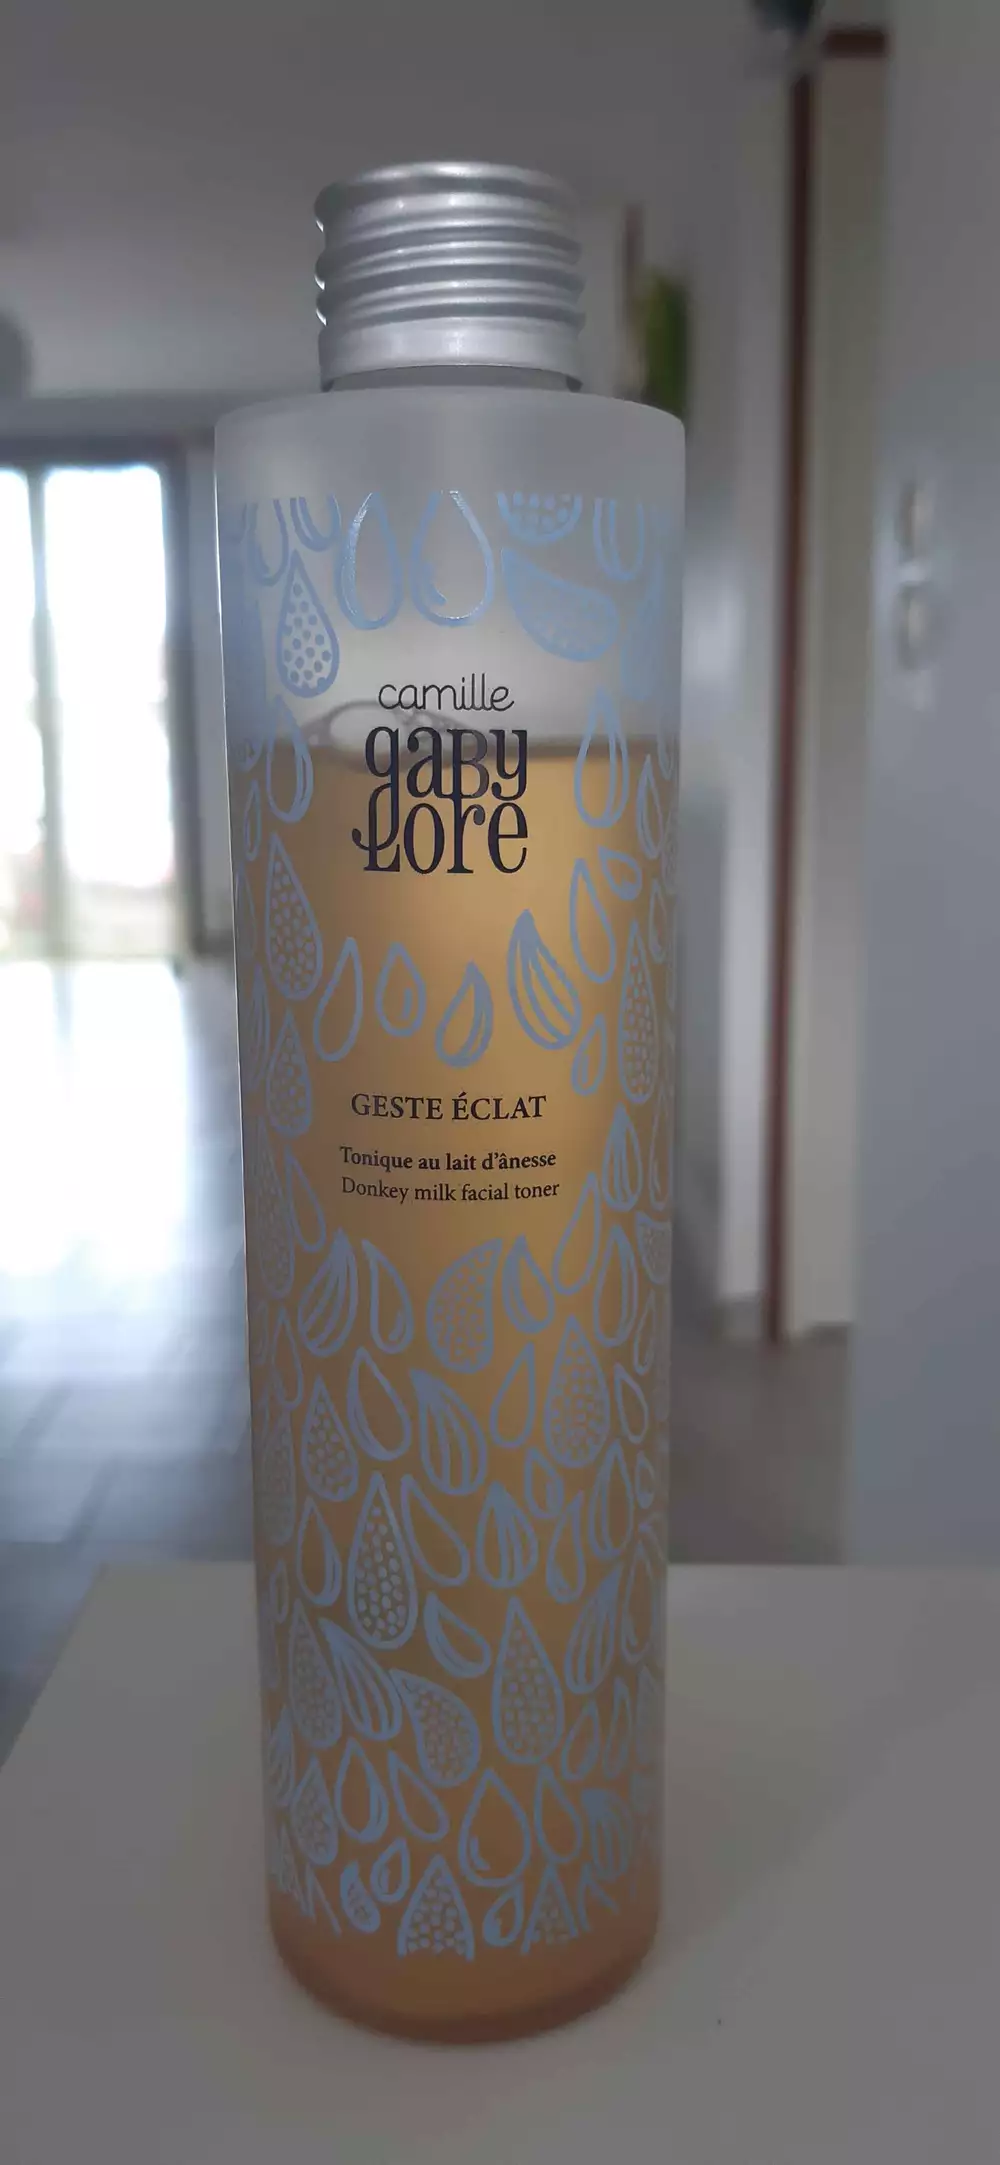 camille
gaby
Lore
GESTE ÉCLAT
Tonique au lait d'ânesse
Donkey milk facial toner